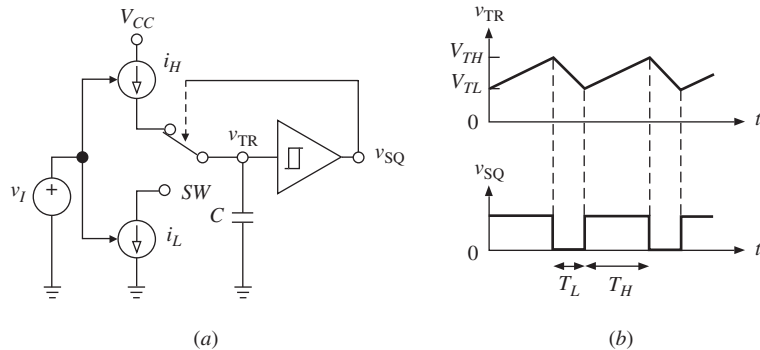 V_CC
i_H
v_TR
v_SQ
v_I
+
SW
C
i_L
(a)
v_TR
V_TH
V_TL
0
t
v_SQ
0
t
T_L
T_H
(b)